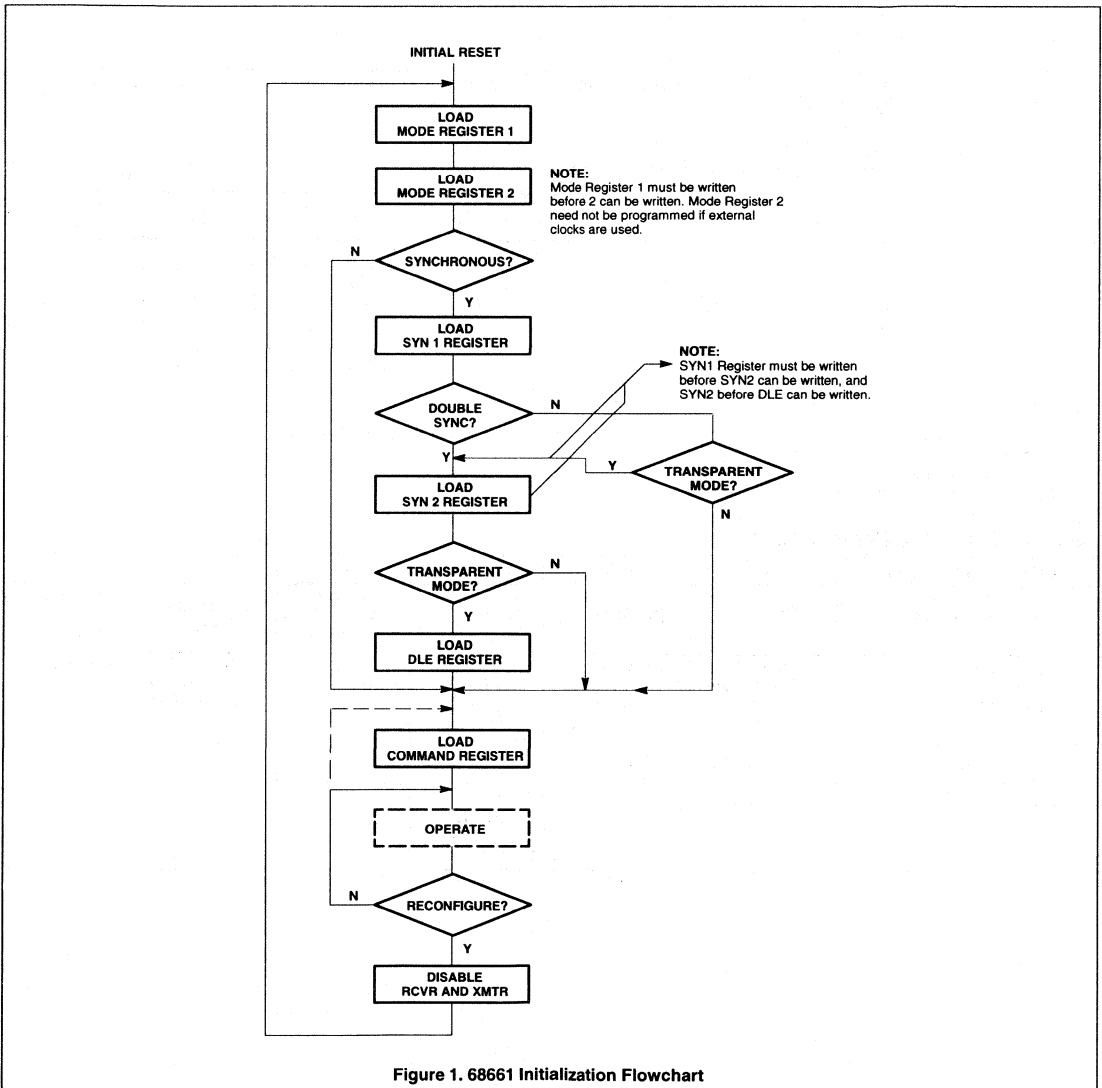 INITIAL RESET
LOAD
MODE REGISTER 1
LOAD
MODE REGISTER 2
NOTE:
Mode Register 1 must be written
before 2 can be written. Mode Register 2
need not be programmed if external
clocks are used.
N
SYNCHRONOUS?
Y
LOAD
SYN 1 REGISTER
NOTE:
SYN1 Register must be written
before SYN2 can be written, and
SYN2 before DLE can be written.
DOUBLE
SYNC?
N
Y
Y
TRANSPARENT
MODE?
N
LOAD
SYN 2 REGISTER
TRANSPARENT
MODE?
N
Y
LOAD
DLE REGISTER
LOAD
COMMAND REGISTER
OPERATE
N
RECONFIGURE?
Y
DISABLE
RCVR AND XMTR
Figure 1. 68661 Initialization Flowchart